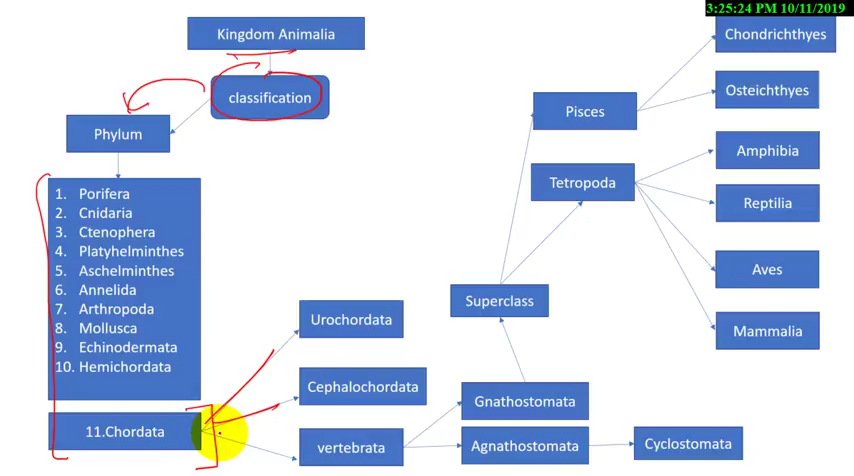 3:25:24 PM 10/11/2019
Kingdom Animalia
classification
Phylum
1. Porifera
2. Cnidaria
3. Ctenophera
4. Platyhelminthes
5. Aschelminthes
6. Annelida
7. Arthropoda
8. Mollusca
9. Echinodermata
10. Hemichordata
11.Chordata
Urochordata
Cephalochordata
vertebrata
Gnathostomata
Agnathostomata
Cyclostomata
Superclass
Pisces
Tetropoda
Chondrichthyes
Osteichthyes
Amphibia
Reptilia
Aves
Mammalia